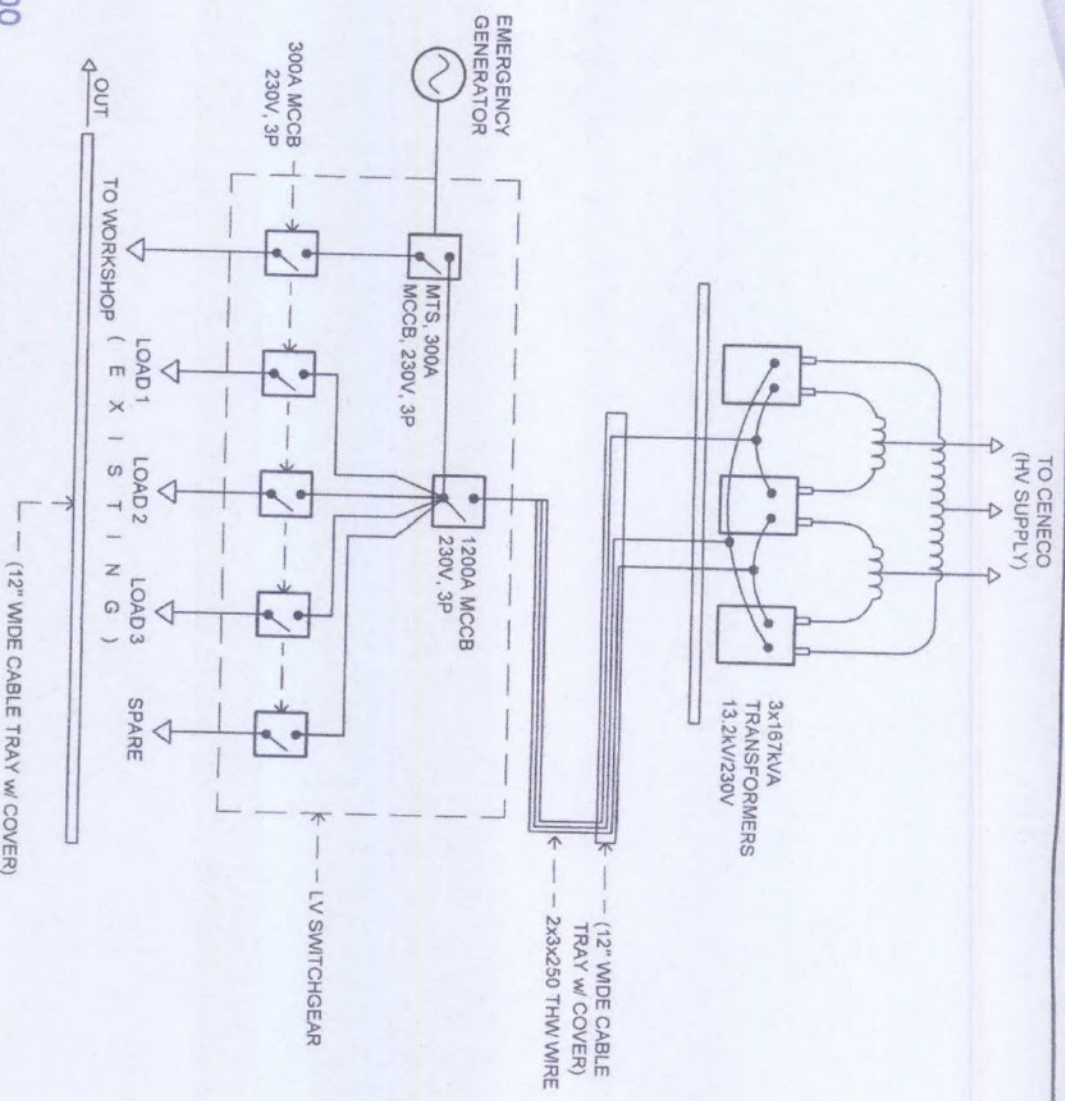 TO CENECO
(HV SUPPLY)
3x167kVA
TRANSFORMERS
13.2kV/230V
(12" WIDE CABLE
TRAY w/ COVER)
2x3x250 THW WIRE
EMERGENCY
GENERATOR
MTS, 300A
MCCB, 230V, 3P
1200A MCCB
230V, 3P
300A MCCB
230V, 3P
LV SWITCHGEAR
TO WORKSHOP
LOAD 1
LOAD 2
LOAD 3
SPARE
( E X I S T I N G )
OUT
(12" WIDE CABLE TRAY w/ COVER)
00